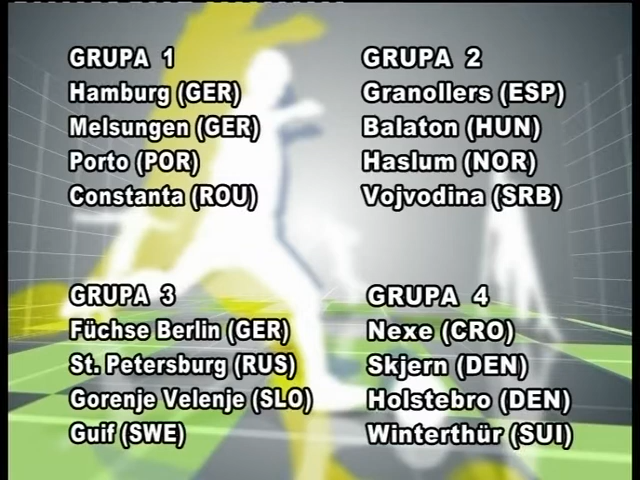 GRUPA 1
Hamburg (GER)
Melsungen (GER)
Porto (POR)
Constanta (ROU)
GRUPA 2
Granollers (ESP)
Balaton (HUN)
Haslum (NOR)
Vojvodina (SRB)
GRUPA 3
Füchse Berlin (GER)
St. Petersburg (RUS)
Gorenje Velenje (SLO)
Guif (SWE)
GRUPA 4
Nexe (CRO)
Skjern (DEN)
Holstebro (DEN)
Winterthür (SUI)